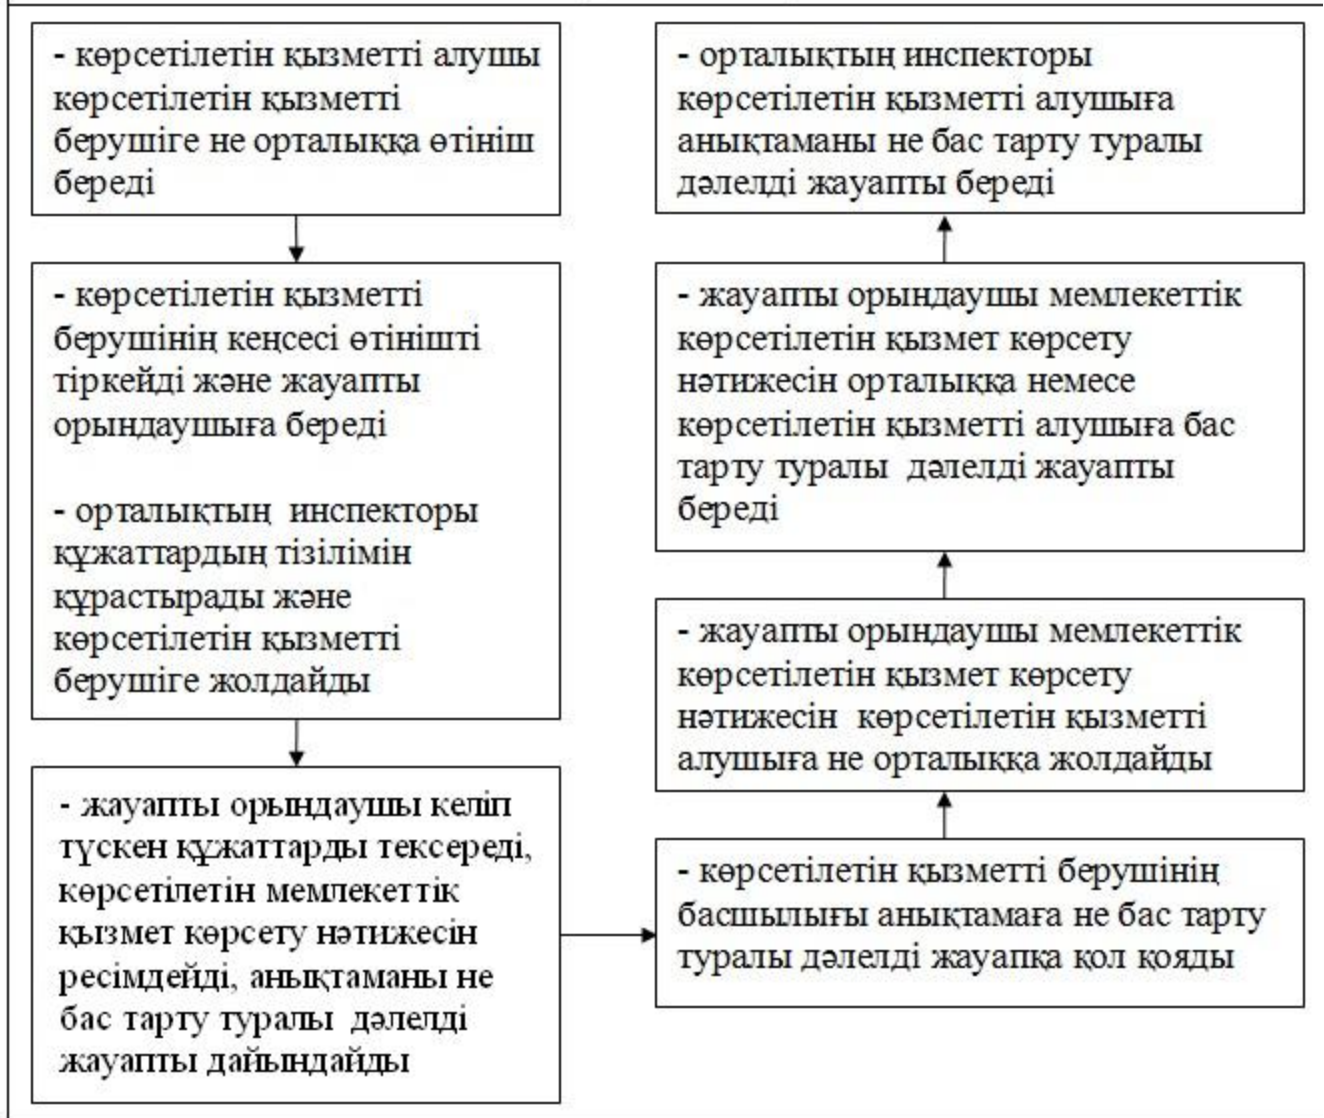 - көрсетілетін қызметті алушы
көрсетілетін қызметті
берушіге не орталыққа өтініш
береді
- көрсетілетін қызметті
берушінің кеңсесі өтінішті
тіркейді және жауапты
орындаушыға береді
- орталықтың инспекторы
құжаттардың тізілімін
құрастырады және
көрсетілетін қызметті
берушіге жолдайды
- жауапты орындаушы келіп
түскен құжаттарды тексереді,
көрсетілетін мемлекеттік
қызмет көрсету нәтижесін
ресімдейді, анықтаманы не
бас тарту туралы дәлелді
жауапты дайындайды
- көрсетілетін қызметті берушінің
басшылығы анықтамаға не бас тарту
туралы дәлелді жауапқа қол қояды
- жауапты орындаушы мемлекеттік
көрсетілетін қызмет көрсету
нәтижесін көрсетілетін қызметті
алушыға не орталыққа жолдайды
- жауапты орындаушы мемлекеттік
көрсетілетін қызмет көрсету
нәтижесін орталыққа немесе
көрсетілетін қызметті алушыға бас
тарту туралы дәлелді жауапты
береді
- орталықтың инспекторы
көрсетілетін қызметті алушыға
анықтаманы не бас тарту туралы
дәлелді жауапты береді